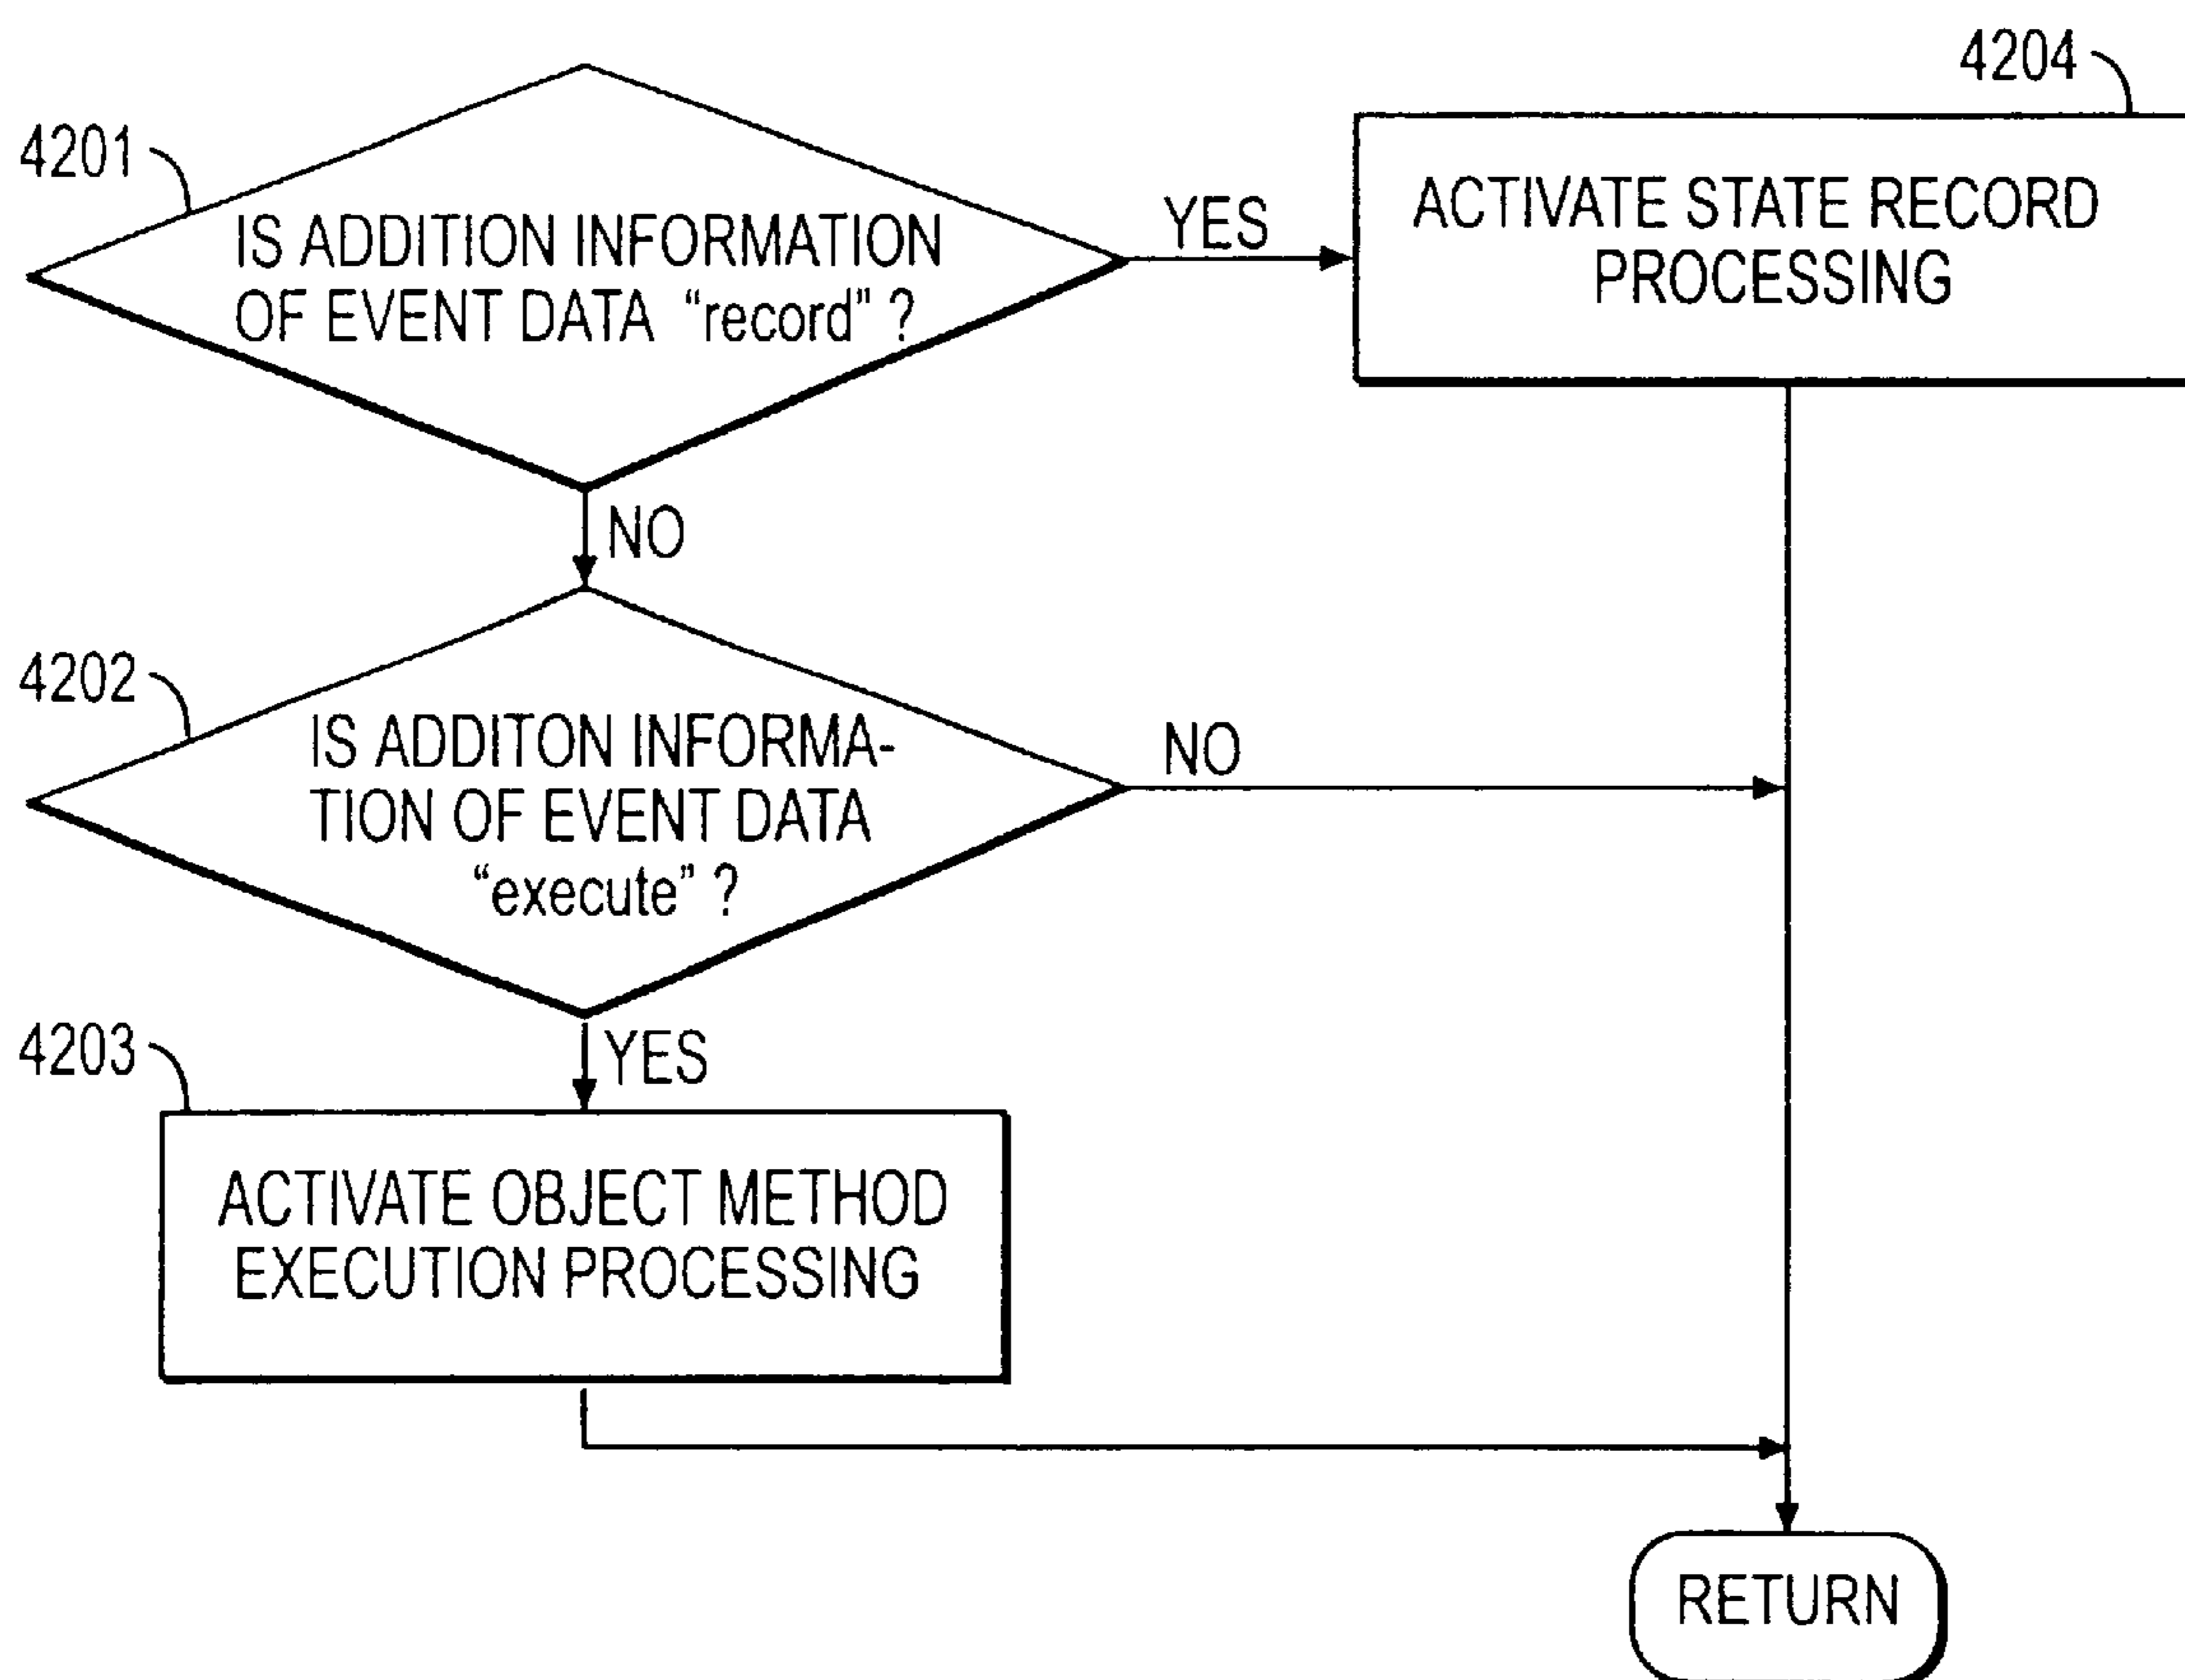 4201
IS ADDITION INFORMATION
OF EVENT DATA “record” ?
YES
4204
ACTIVATE STATE RECORD
PROCESSING
NO
4202
IS ADDITON INFORMA-
TION OF EVENT DATA
“execute” ?
NO
YES
4203
ACTIVATE OBJECT METHOD
EXECUTION PROCESSING
RETURN